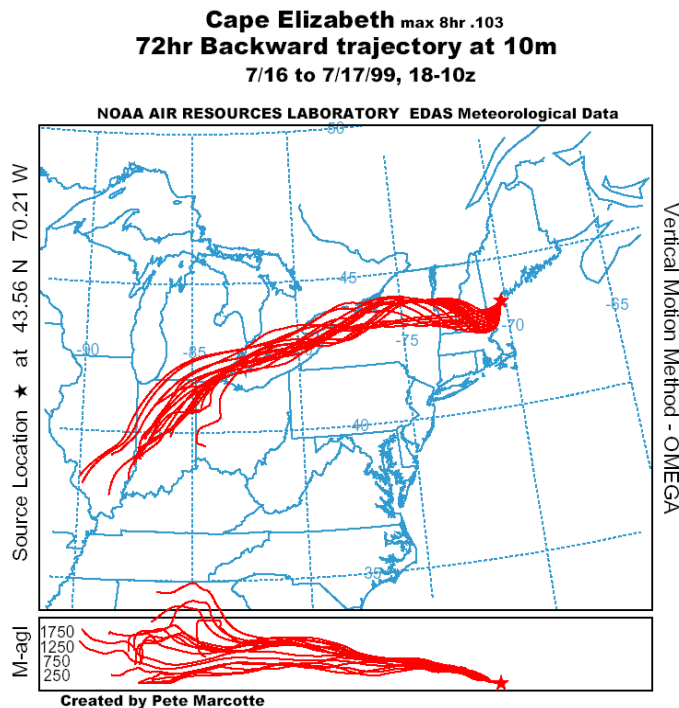 Cape Elizabeth max 8hr .103
72hr Backward trajectory at 10m
7/16 to 7/17/99, 18-10z
NOAA AIR RESOURCES LABORATORY EDAS Meteorological Data
Source Location ★ at 43.56 N 70.21 W
50
45
-65
-70
-75
-85
-90
40
35
Vertical Motion Method - OMEGA
M-agl
1750
1250
750
250
Created by Pete Marcotte